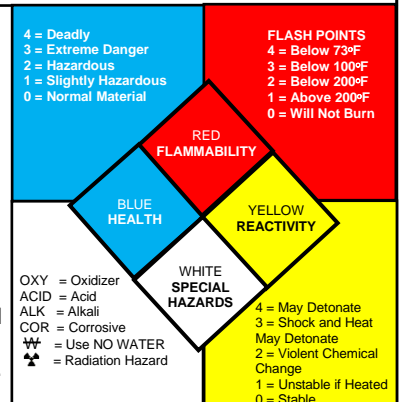 4 = Deadly
3 = Extreme Danger
2 = Hazardous
1 = Slightly Hazardous
0 = Normal Material
FLASH POINTS
4 = Below 73ºF
3 = Below 100ºF
2 = Below 200ºF
1 = Above 200ºF
0 = Will Not Burn
RED
FLAMMABILITY
BLUE
HEALTH
YELLOW
REACTIVITY
WHITE
SPECIAL
HAZARDS
OXY = Oxidizer
ACID = Acid
ALK = Alkali
COR = Corrosive
W = Use NO WATER
☢ = Radiation Hazard
4 = May Detonate
3 = Shock and Heat
May Detonate
2 = Violent Chemical
Change
1 = Unstable if Heated
0 = Stable